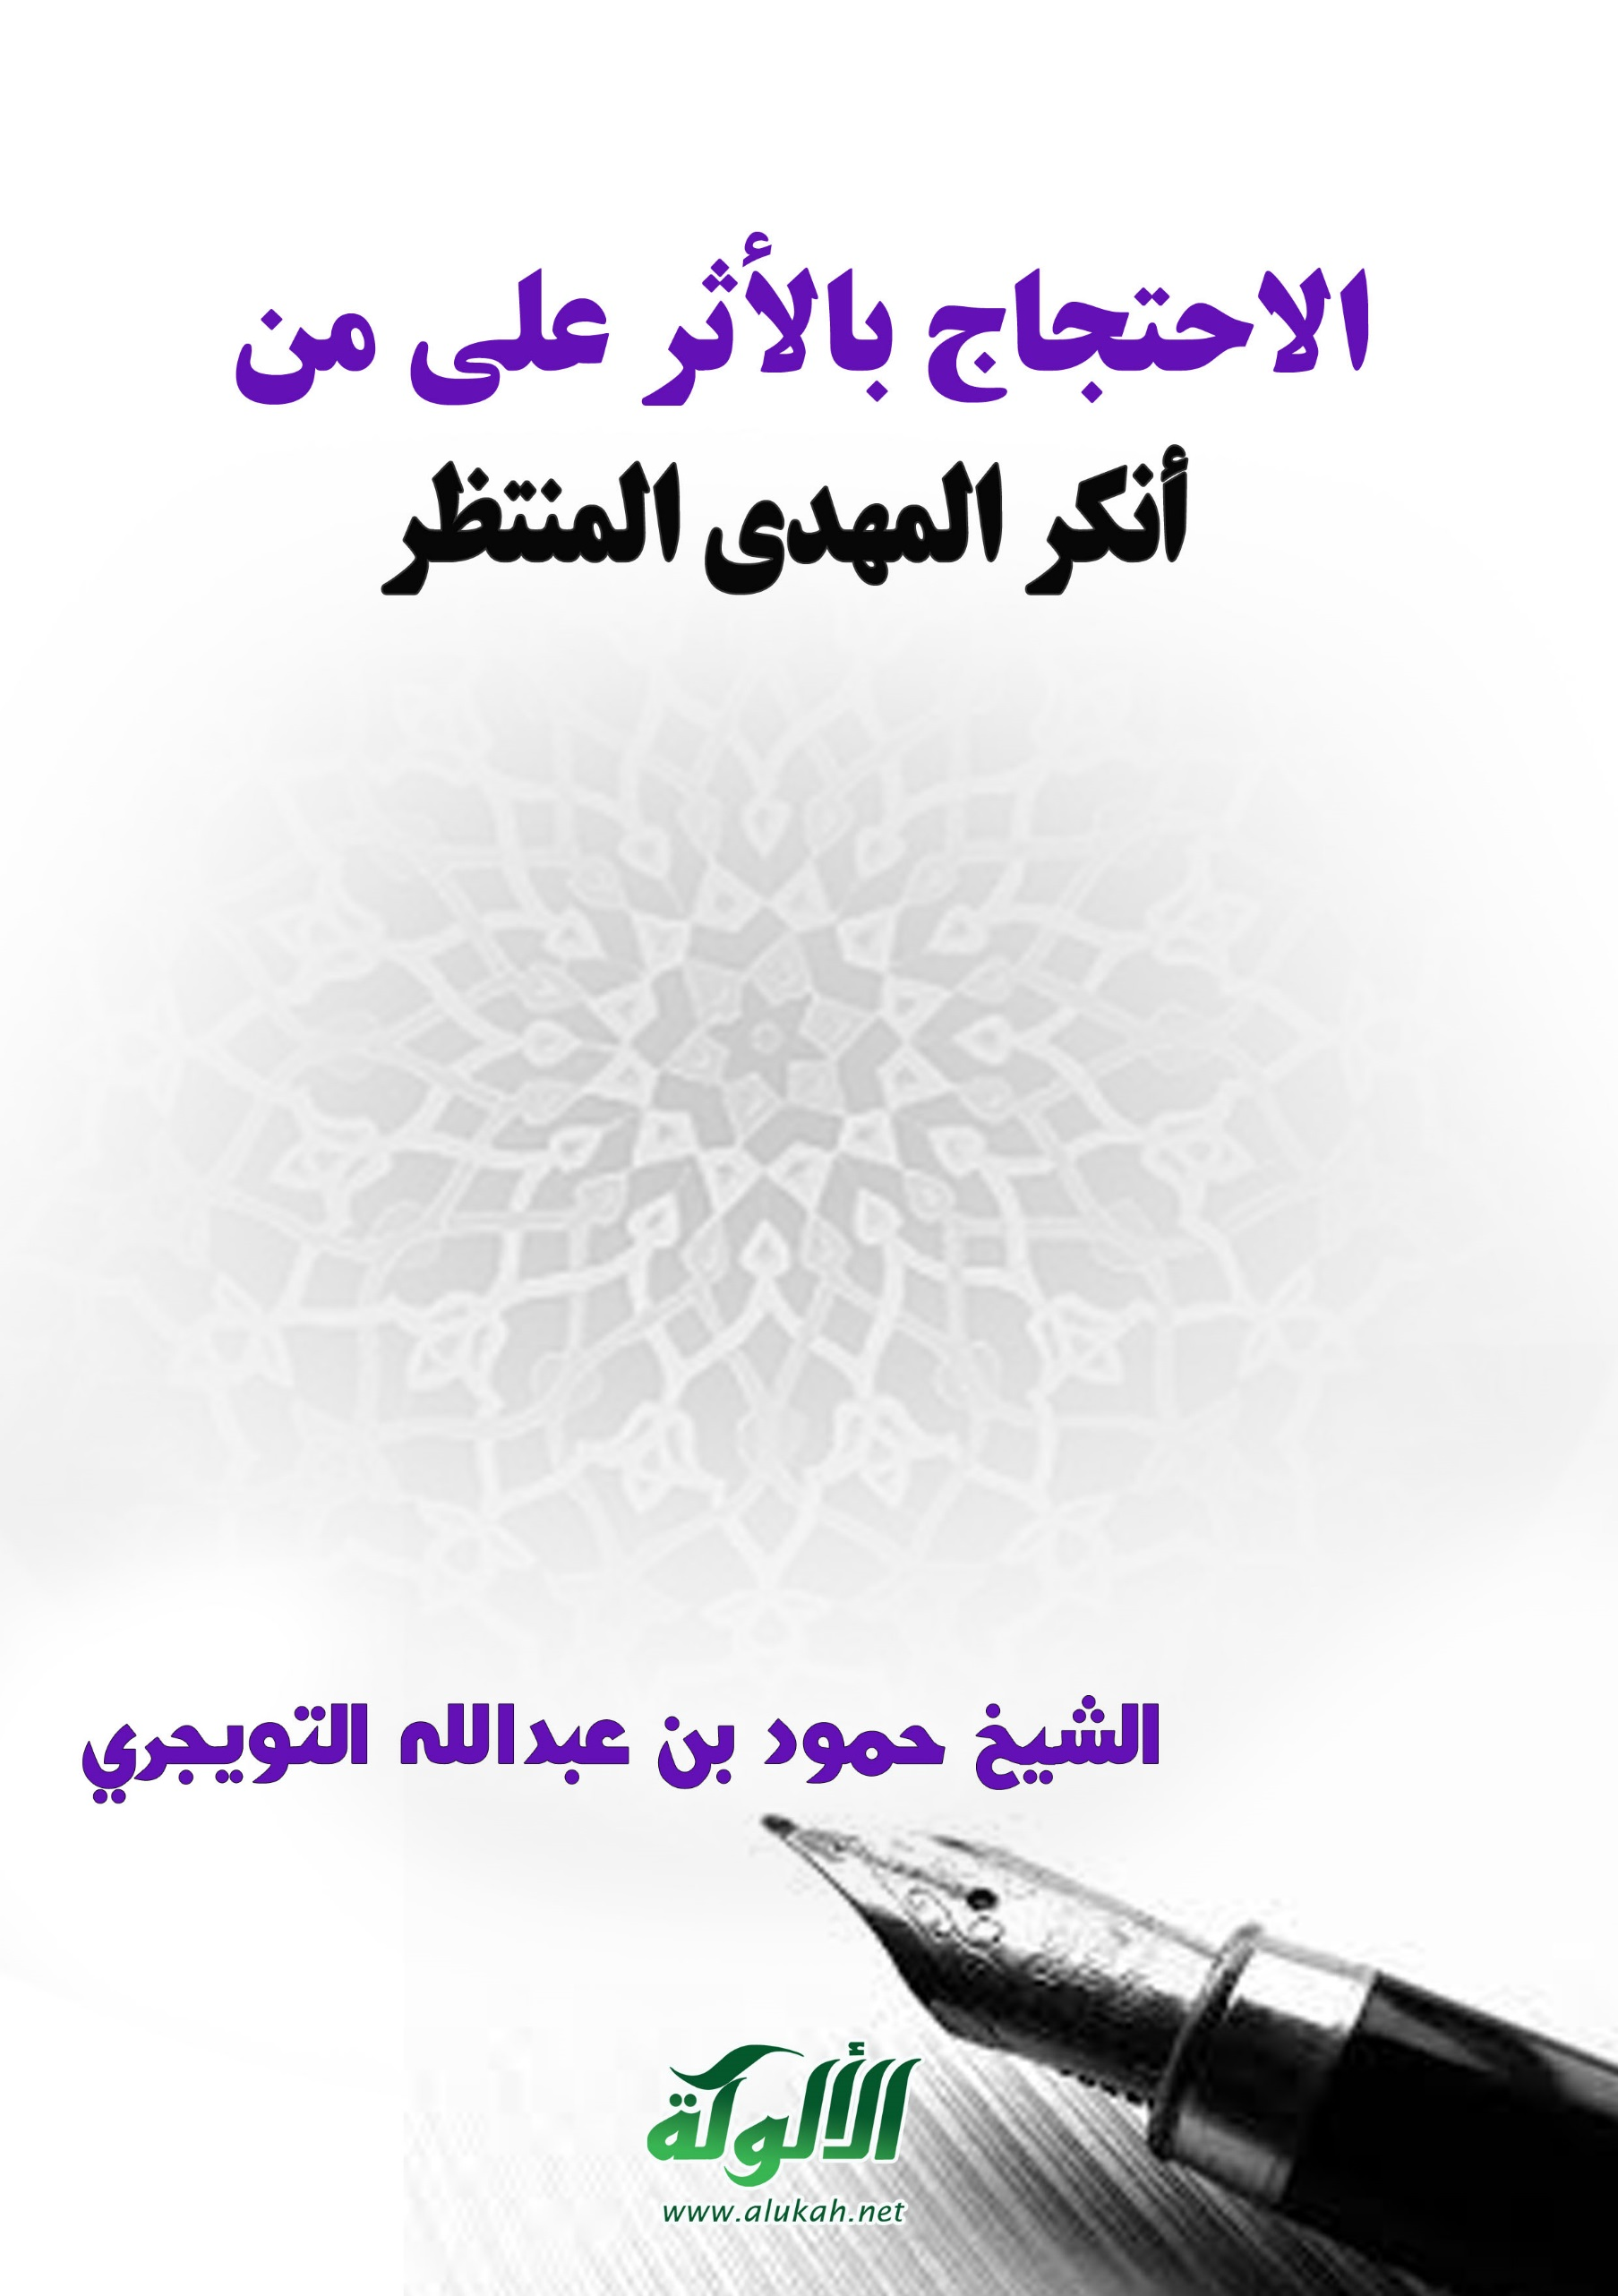 الاحتجاج بالأثر على من
أنكر المهدى المنتظر
الشيخ حمود بن عبدالله التويجري
الألوكة
www.alukah.net